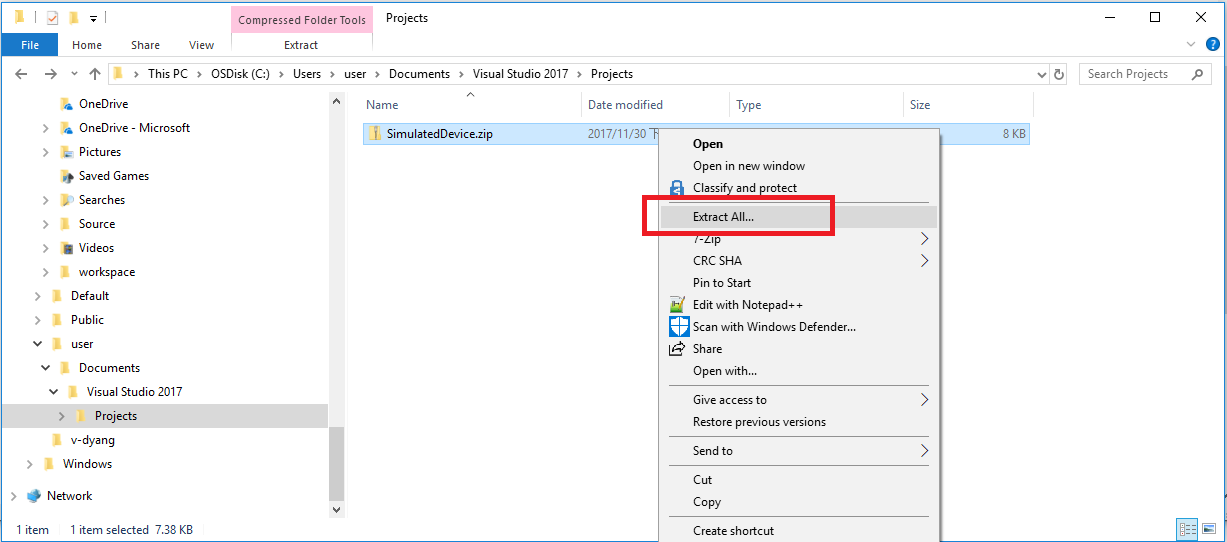 Compressed Folder Tools
Projects
File
Home
Share
View
Extract
This PC
OSDisk (C:)
Users
user
Documents
Visual Studio 2017
Projects
Search Projects
OneDrive
OneDrive - Microsoft
Pictures
Saved Games
Searches
Source
Videos
workspace
Default
Public
user
Documents
Visual Studio 2017
Projects
v-dyang
Windows
Network
Name
Date modified
Type
Size
SimulatedDevice.zip
2017/11/30 下
8 KB
Open
Open in new window
Classify and protect
Extract All...
7-Zip
CRC SHA
Pin to Start
Edit with Notepad++
Scan with Windows Defender...
Share
Open with...
Give access to
Restore previous versions
Send to
Cut
Copy
Create shortcut
1 item
1 item selected 7.38 KB